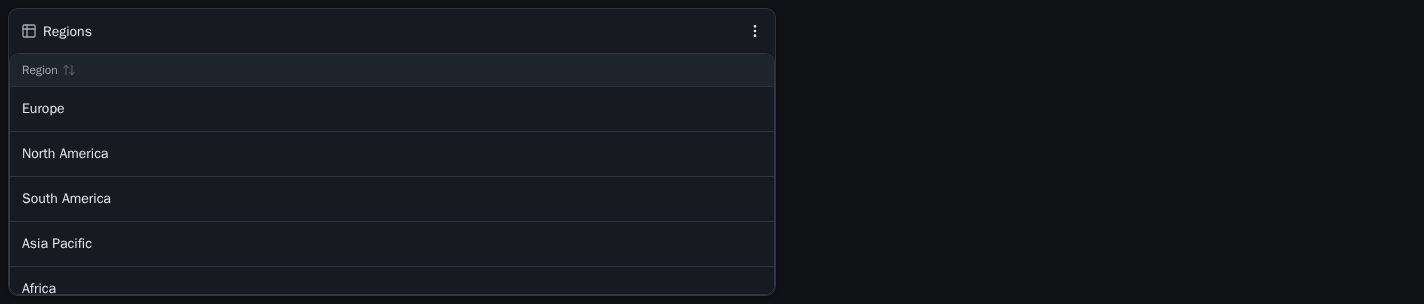 Regions
Region
Europe
North America
South America
Asia Pacific
Africa